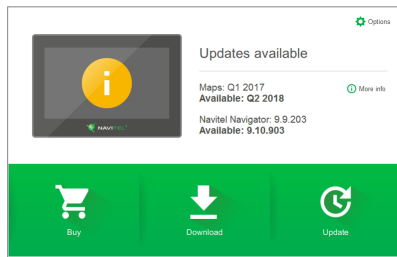 Options
Updates available
Maps: Q1 2017
Available: Q2 2018
More info
Navitel Navigator: 9.9.203
Available: 9.10.903
NAVITEL
Buy
Download
Update